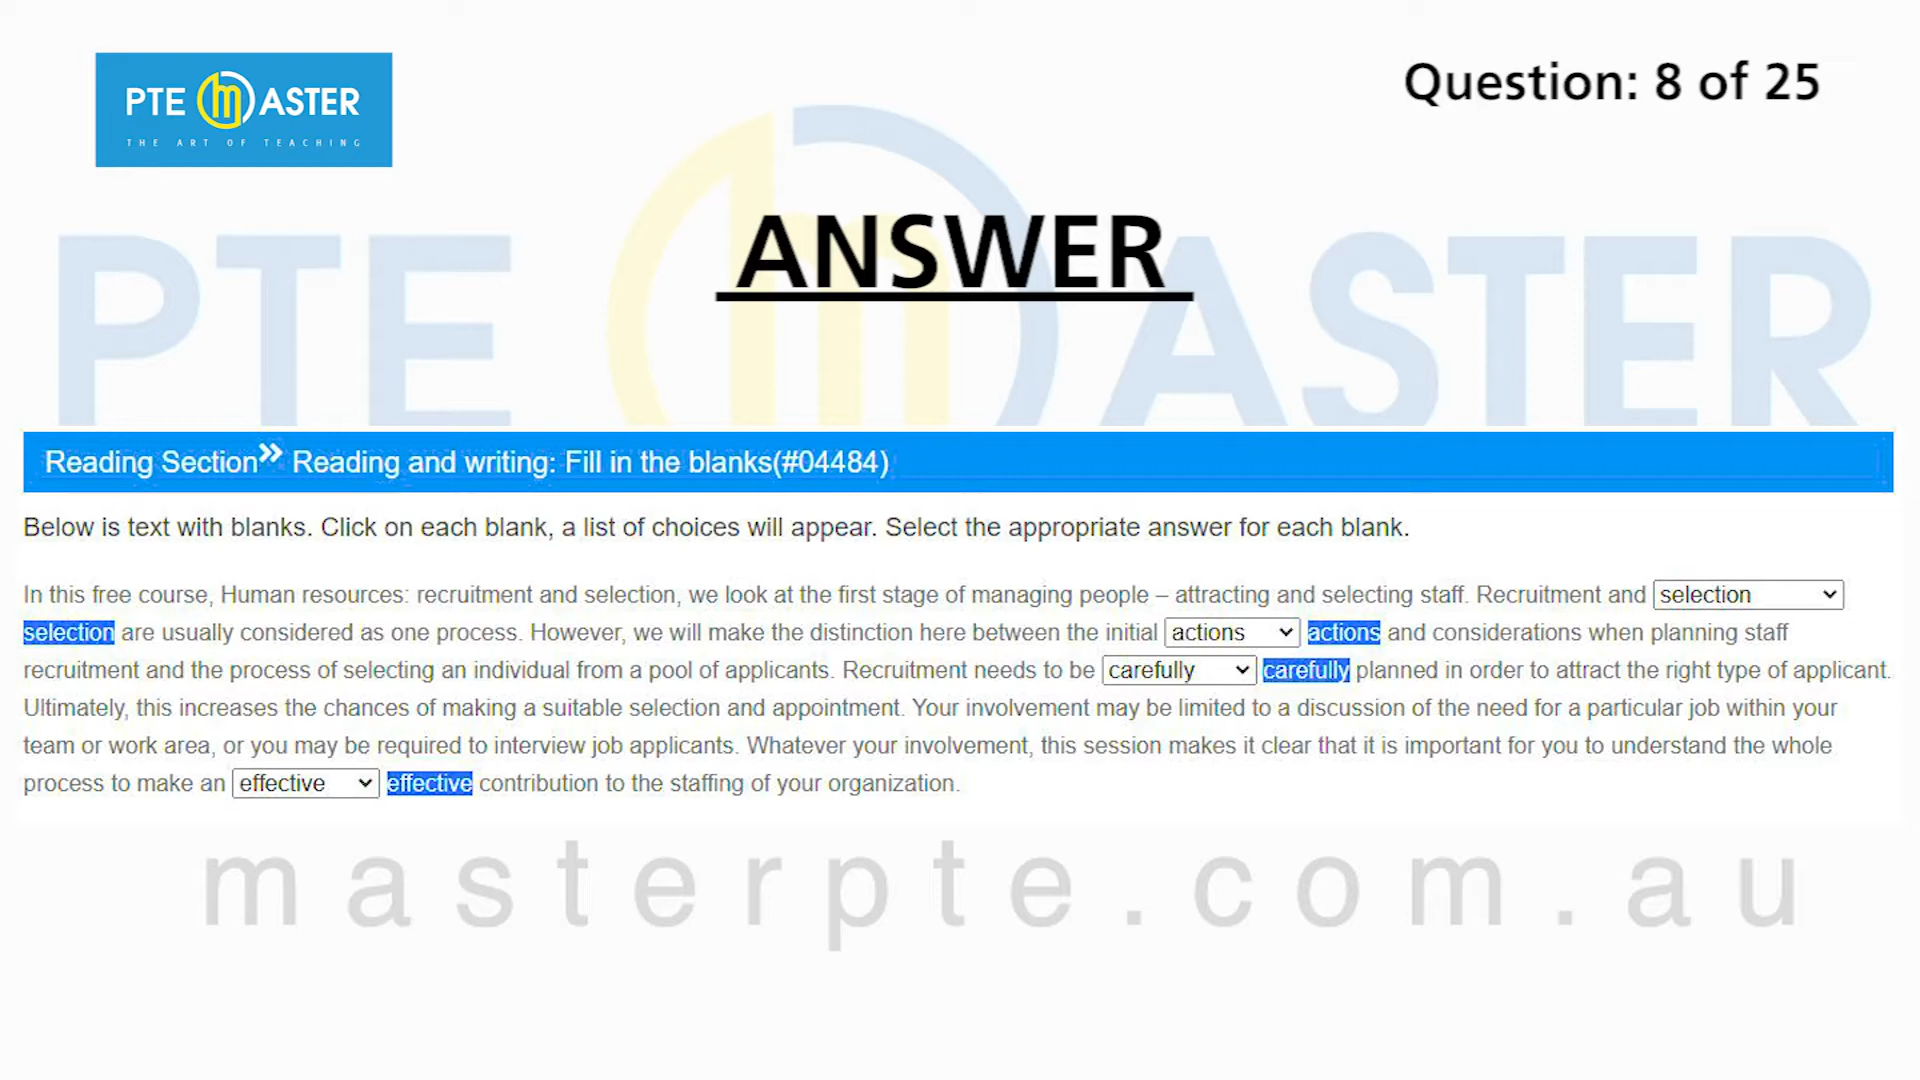 PTE MASTER
THE ART OF TEACHING
Question: 8 of 25
PTE MASTER
ANSWER
Reading Section» Reading and writing: Fill in the blanks(#04484)
Below is text with blanks. Click on each blank, a list of choices will appear. Select the appropriate answer for each blank.
In this free course, Human resources: recruitment and selection, we look at the first stage of managing people – attracting and selecting staff. Recruitment and selection
selection are usually considered as one process. However, we will make the distinction here between the initial actions actions and considerations when planning staff
recruitment and the process of selecting an individual from a pool of applicants. Recruitment needs to be carefully carefully planned in order to attract the right type of applicant.
Ultimately, this increases the chances of making a suitable selection and appointment. Your involvement may be limited to a discussion of the need for a particular job within your
team or work area, or you may be required to interview job applicants. Whatever your involvement, this session makes it clear that it is important for you to understand the whole
process to make an effective effective contribution to the staffing of your organization.
masterpte.com.au